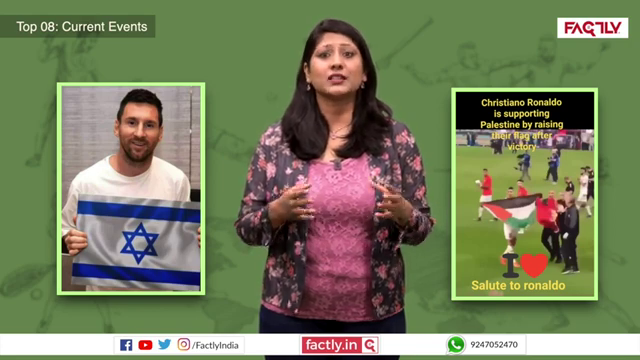 Top 08: Current Events
FACTLY
Christiano Ronaldo
is supporting
Palestine by raising
their flag after
victory
I
Salute to ronaldo
/FactlyIndia
factly.in
9247052470